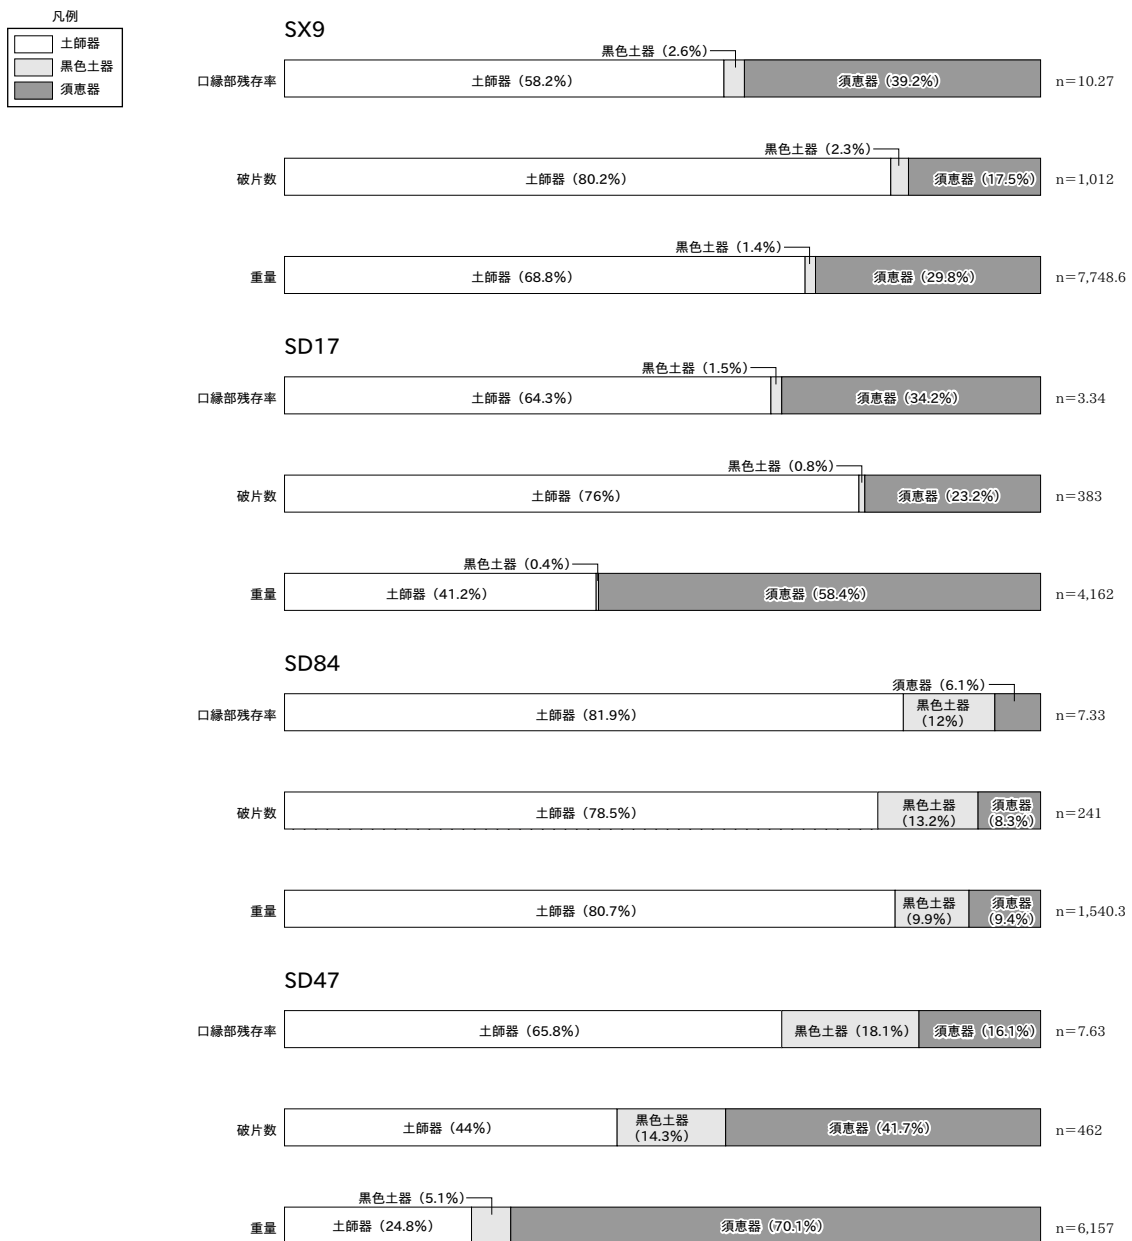 凡例
土師器
黒色土器
須恵器
SX9
黒色土器（2.6%）
口縁部残存率
土師器（58.2%）
須恵器（39.2%）
n=10.27
黒色土器（2.3%）
破片数
土師器（80.2%）
須恵器（17.5%）
n=1,012
黒色土器（1.4%）
重量
土師器（68.8%）
須恵器（29.8%）
n=7,748.6
SD17
黒色土器（1.5%）
口縁部残存率
土師器（64.3%）
須恵器（34.2%）
n=3.34
黒色土器（0.8%）
破片数
土師器（76%）
須恵器（23.2%）
n=383
黒色土器（0.4%）
重量
土師器（41.2%）
須恵器（58.4%）
n=4,162
SD84
須恵器（6.1%）
口縁部残存率
土師器（81.9%）
黒色土器
（12%）
n=7.33
破片数
土師器（78.5%）
黒色土器
（13.2%）
須恵器
（8.3%）
n=241
重量
土師器（80.7%）
黒色土器
（9.9%）
須恵器
（9.4%）
n=1,540.3
SD47
口縁部残存率
土師器（65.8%）
黒色土器（18.1%）
須恵器（16.1%）
n=7.63
破片数
土師器（44%）
黒色土器
（14.3%）
須恵器（41.7%）
n=462
黒色土器（5.1%）
重量
土師器（24.8%）
須恵器（70.1%）
n=6,157